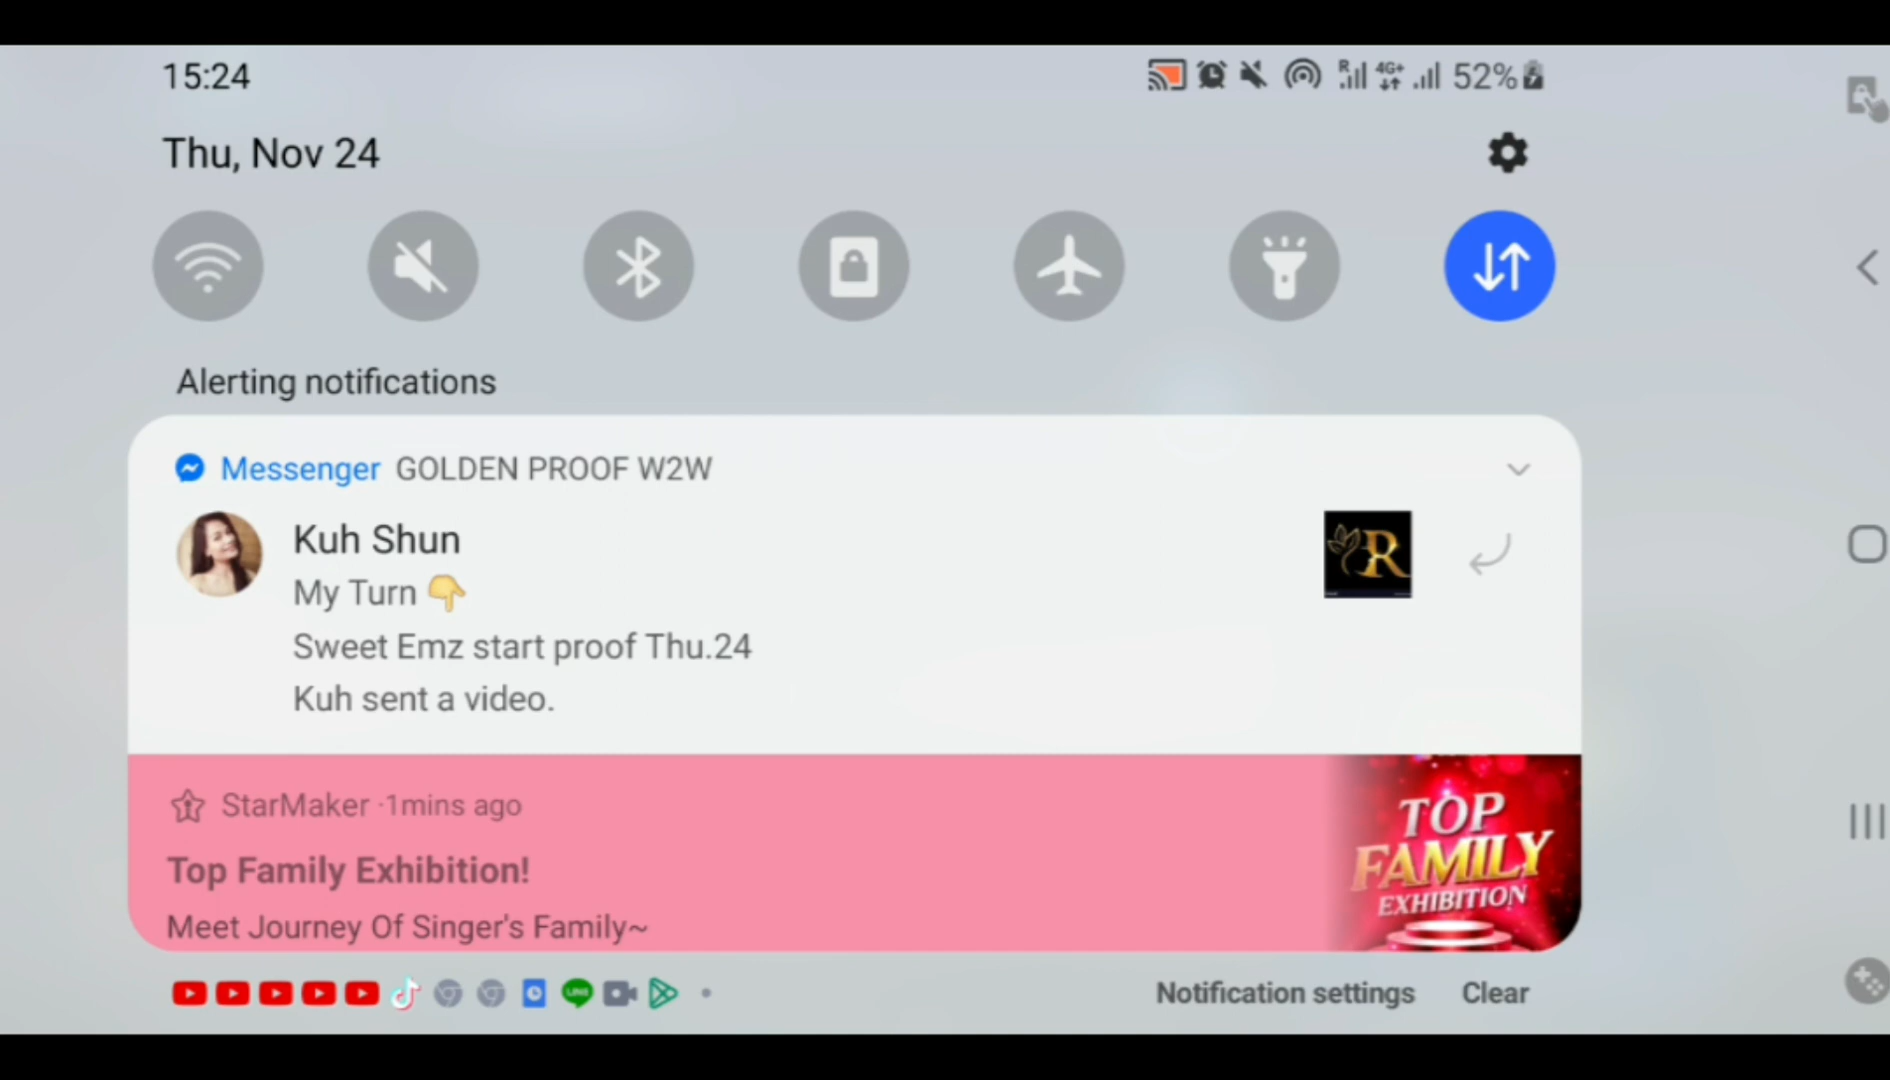 15:24
R 4G+ 52%
Thu, Nov 24
Alerting notifications
Messenger GOLDEN PROOF W2W
Kuh Shun
My Turn 👇
Sweet Emz start proof Thu.24
Kuh sent a video.
R
StarMaker ·1mins ago
Top Family Exhibition!
Meet Journey Of Singer's Family~
TOP
FAMILY
EXHIBITION
LINE
Notification settings Clear